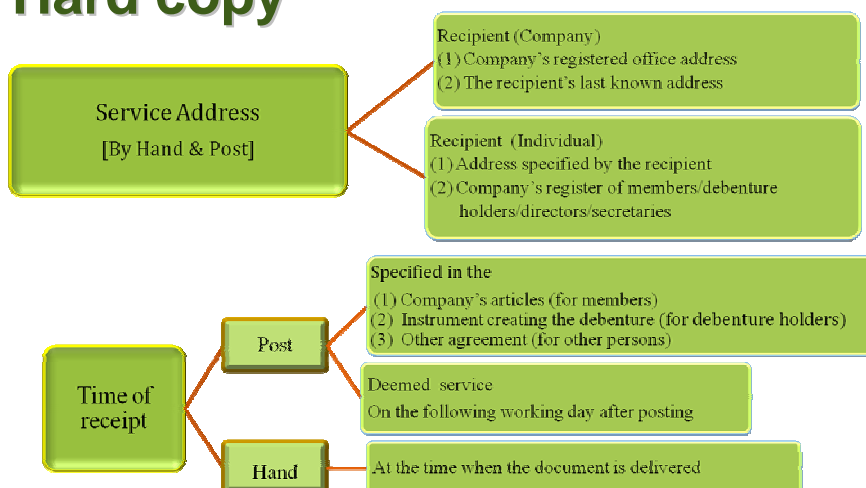 Hard copy
Recipient (Company)
(1) Company's registered office address
(2) The recipient's last known address
Service Address
[By Hand & Post]
Recipient (Individual)
(1) Address specified by the recipient
(2) Company's register of members/debenture
holders/directors/secretaries
Specified in the
(1) Company's articles (for members)
(2) Instrument creating the debenture (for debenture holders)
(3) Other agreement (for other persons)
Post
Deemed service
On the following working day after posting
Time of
receipt
Hand
At the time when the document is delivered